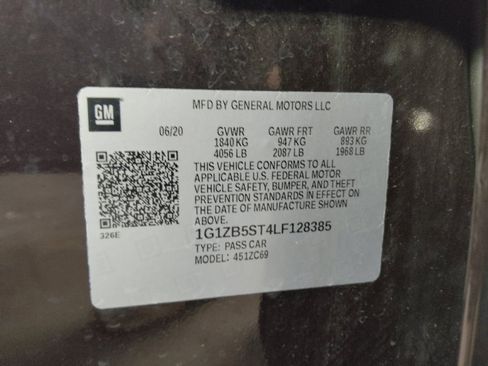 GM
MFD BY GENERAL MOTORS LLC
06/20 GVWR GAWR FRT GAWR RR
1840 KG 947 KG 893 KG
4056 LB 2087 LB 1968 LB
THIS VEHICLE CONFORMS TO ALL
APPLICABLE U.S. FEDERAL MOTOR
VEHICLE SAFETY, BUMPER, AND THEFT
PREVENTION STANDARDS IN EFFECT ON
THE DATE OF MANUFACTURE SHOWN
ABOVE.
326E
1G1ZB5ST4LF128385
TYPE: PASS CAR
MODEL: 451ZC69